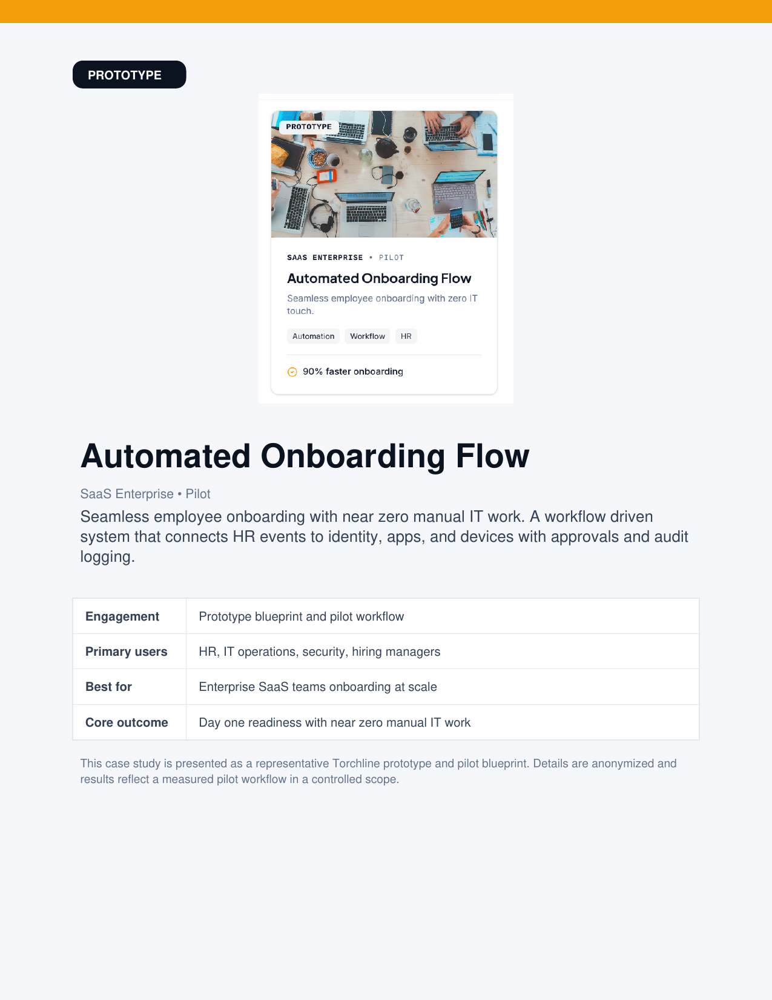 PROTOTYPE
PROTOTYPE
SAAS ENTERPRISE • PILOT
Automated Onboarding Flow
Seamless employee onboarding with zero IT
touch.
Automation Workflow HR
90% faster onboarding
Automated Onboarding Flow
SaaS Enterprise • Pilot
Seamless employee onboarding with near zero manual IT work. A workflow driven
system that connects HR events to identity, apps, and devices with approvals and audit
logging.
Engagement Prototype blueprint and pilot workflow
Primary users HR, IT operations, security, hiring managers
Best for Enterprise SaaS teams onboarding at scale
Core outcome Day one readiness with near zero manual IT work
This case study is presented as a representative Torchline prototype and pilot blueprint. Details are anonymized and
results reflect a measured pilot workflow in a controlled scope.